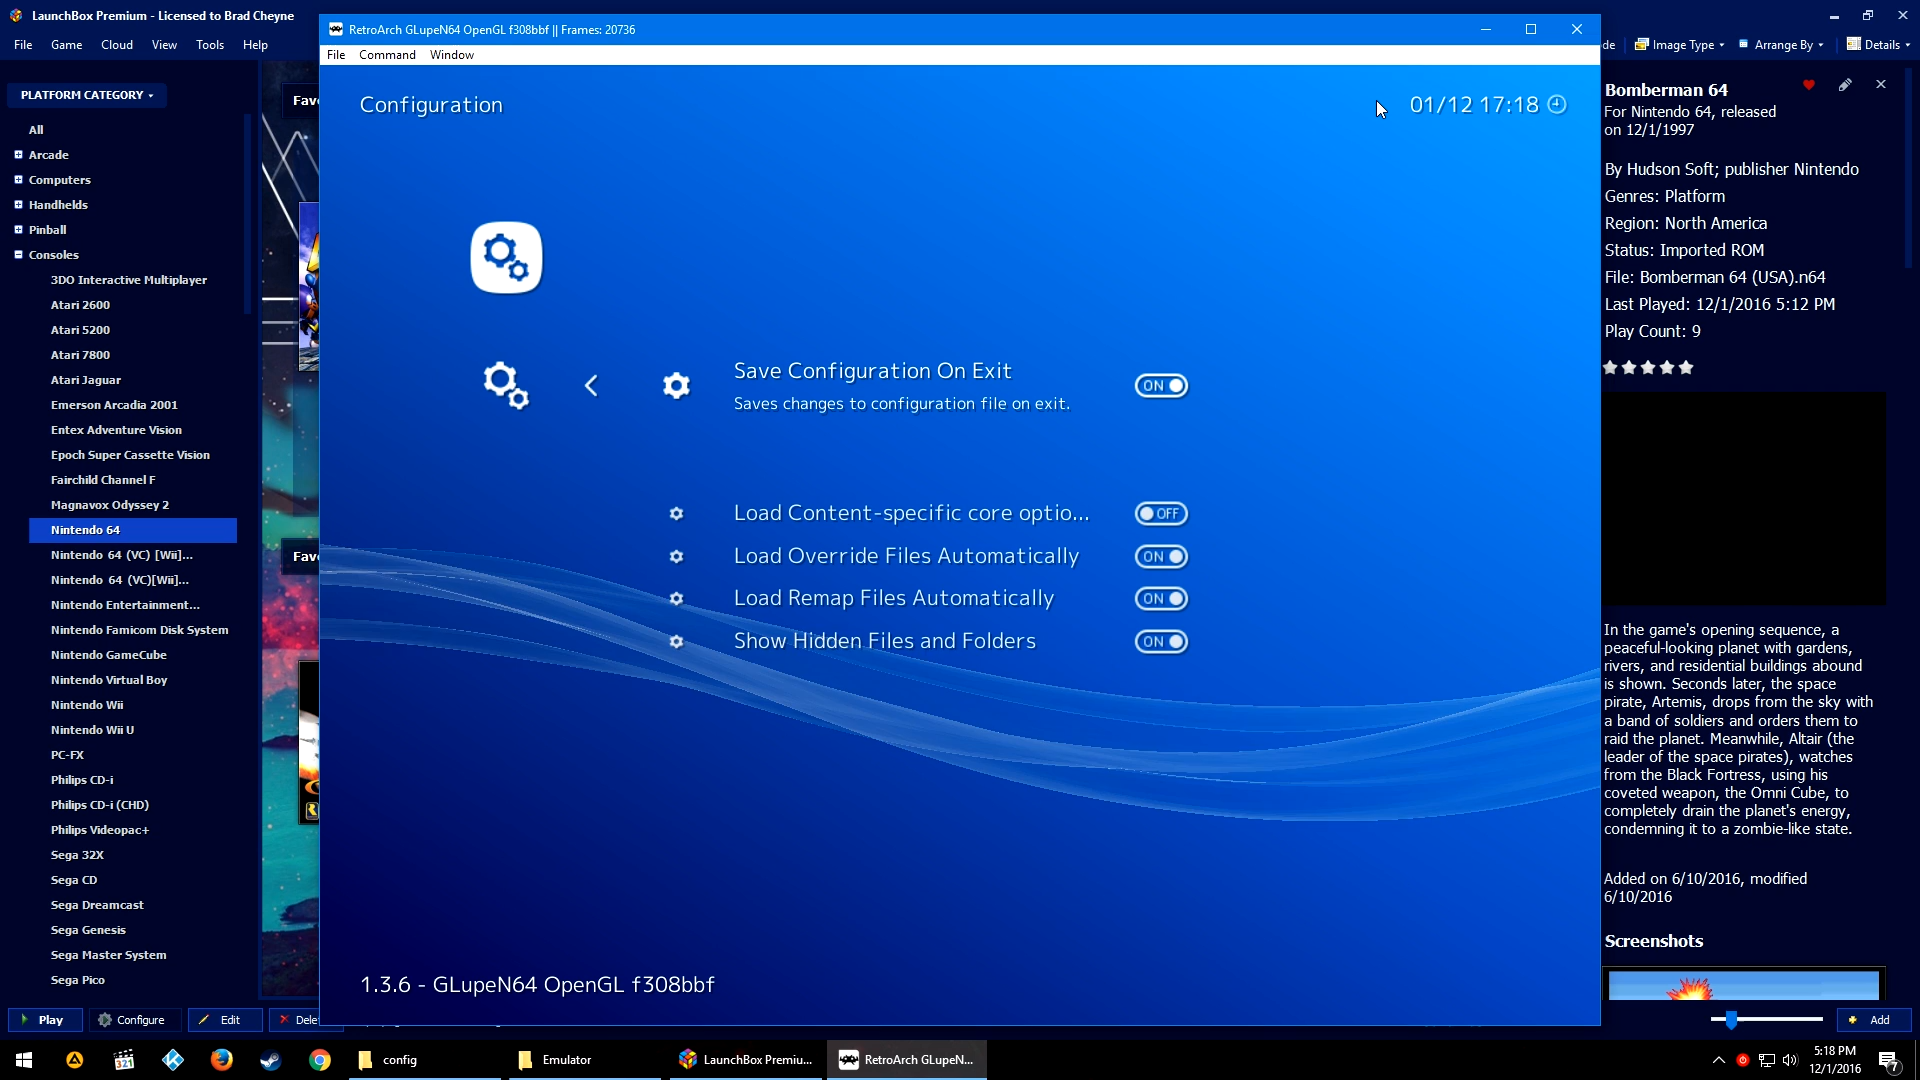 LaunchBox Premium - Licensed to Brad Cheyne
File Game Cloud View Tools Help
Image Type
Arrange By
Details
PLATFORM CATEGORY
All
Arcade
Computers
Handhelds
Pinball
Consoles
3DO Interactive Multiplayer
Atari 2600
Atari 5200
Atari 7800
Atari Jaguar
Emerson Arcadia 2001
Entex Adventure Vision
Epoch Super Cassette Vision
Fairchild Channel F
Magnavox Odyssey 2
Nintendo 64
Nintendo 64 (VC) [Wii]...
Nintendo 64 (VC)[Wii]...
Nintendo Entertainment...
Nintendo Famicom Disk System
Nintendo GameCube
Nintendo Virtual Boy
Nintendo Wii
Nintendo Wii U
PC-FX
Philips CD-i
Philips CD-i (CHD)
Philips Videopac+
Sega 32X
Sega CD
Sega Dreamcast
Sega Genesis
Sega Master System
Sega Pico
RetroArch GLupeN64 OpenGL f308bbf || Frames: 20736
File Command Window
Configuration
01/12 17:18
Save Configuration On Exit
ON
Saves changes to configuration file on exit.
Load Content-specific core optio...
OFF
Load Override Files Automatically
ON
Load Remap Files Automatically
ON
Show Hidden Files and Folders
ON
1.3.6 - GLupeN64 OpenGL f308bbf
Bomberman 64
For Nintendo 64, released
on 12/1/1997
By Hudson Soft; publisher Nintendo
Genres: Platform
Region: North America
Status: Imported ROM
File: Bomberman 64 (USA).n64
Last Played: 12/1/2016 5:12 PM
Play Count: 9
In the game's opening sequence, a
peaceful-looking planet with gardens,
rivers, and residential buildings abound
is shown. Seconds later, the space
pirate, Artemis, drops from the sky with
a band of soldiers and orders them to
raid the planet. Meanwhile, Altair (the
leader of the space pirates), watches
from the Black Fortress, using his
coveted weapon, the Omni Cube, to
completely drain the planet's energy,
condemning it to a zombie-like state.
Added on 6/10/2016, modified
6/10/2016
Screenshots
Play
Configure
Edit
Add
config
Emulator
LaunchBox Premiu...
RetroArch GLupeN...
5:18 PM
12/1/2016
7